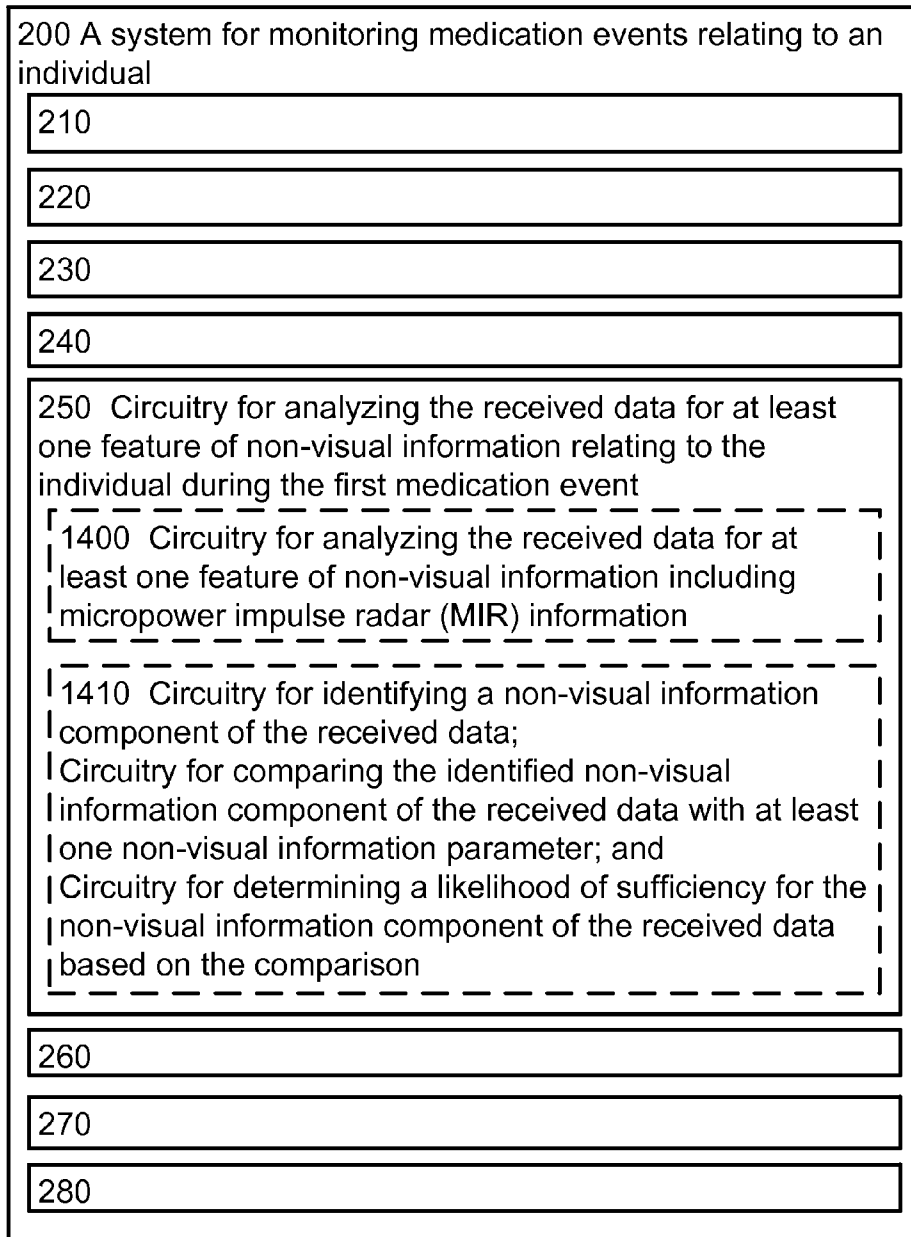 200 A system for monitoring medication events relating to an
individual
210
220
230
240
250 Circuitry for analyzing the received data for at least
one feature of non-visual information relating to the
individual during the first medication event
1400 Circuitry for analyzing the received data for at
least one feature of non-visual information including
micropower impulse radar (MIR) information
1410 Circuitry for identifying a non-visual information
component of the received data;
Circuitry for comparing the identified non-visual
information component of the received data with at least
one non-visual information parameter; and
Circuitry for determining a likelihood of sufficiency for the
non-visual information component of the received data
based on the comparison
260
270
280